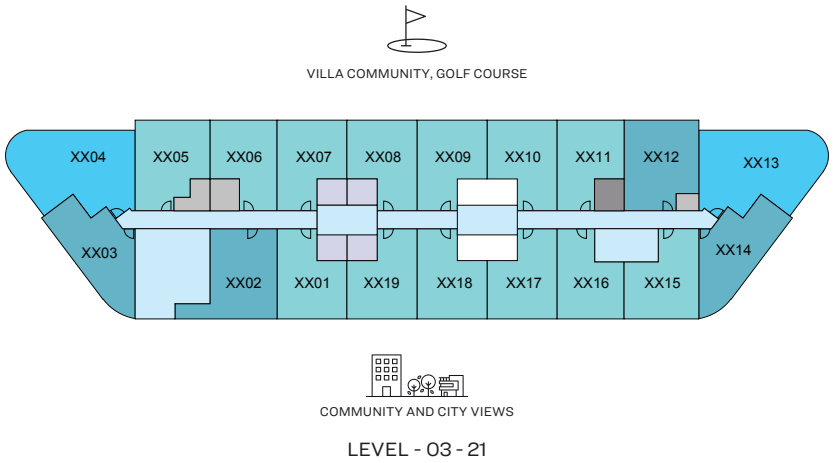 VILLA COMMUNITY, GOLF COURSE
XX04
XX05
XX06
XX07
XX08
XX09
XX10
XX11
XX12
XX13
XX03
XX02
XX01
XX19
XX18
XX17
XX16
XX15
XX14
COMMUNITY AND CITY VIEWS
LEVEL - 03 - 21